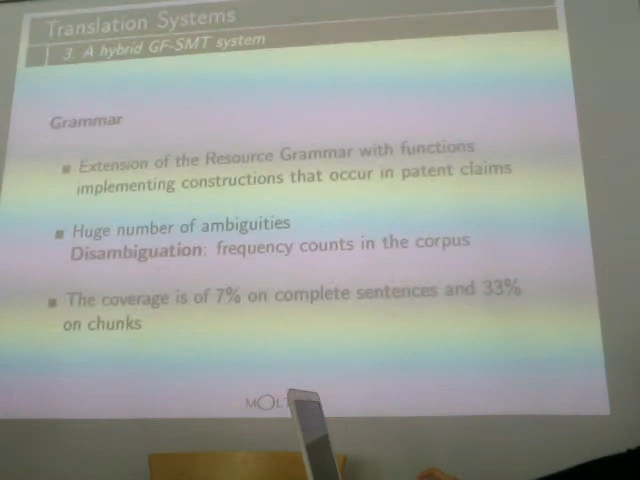 Translation Systems
3 A hybrid GF-SMT system
Grammar
Extension of the Resource Grammar with functions
implementing constructions that occur in patent claims
Huge number of ambiguities
Disambiguation: frequency counts in the corpus
The coverage is of 7% on complete sentences and 33%
on chunks